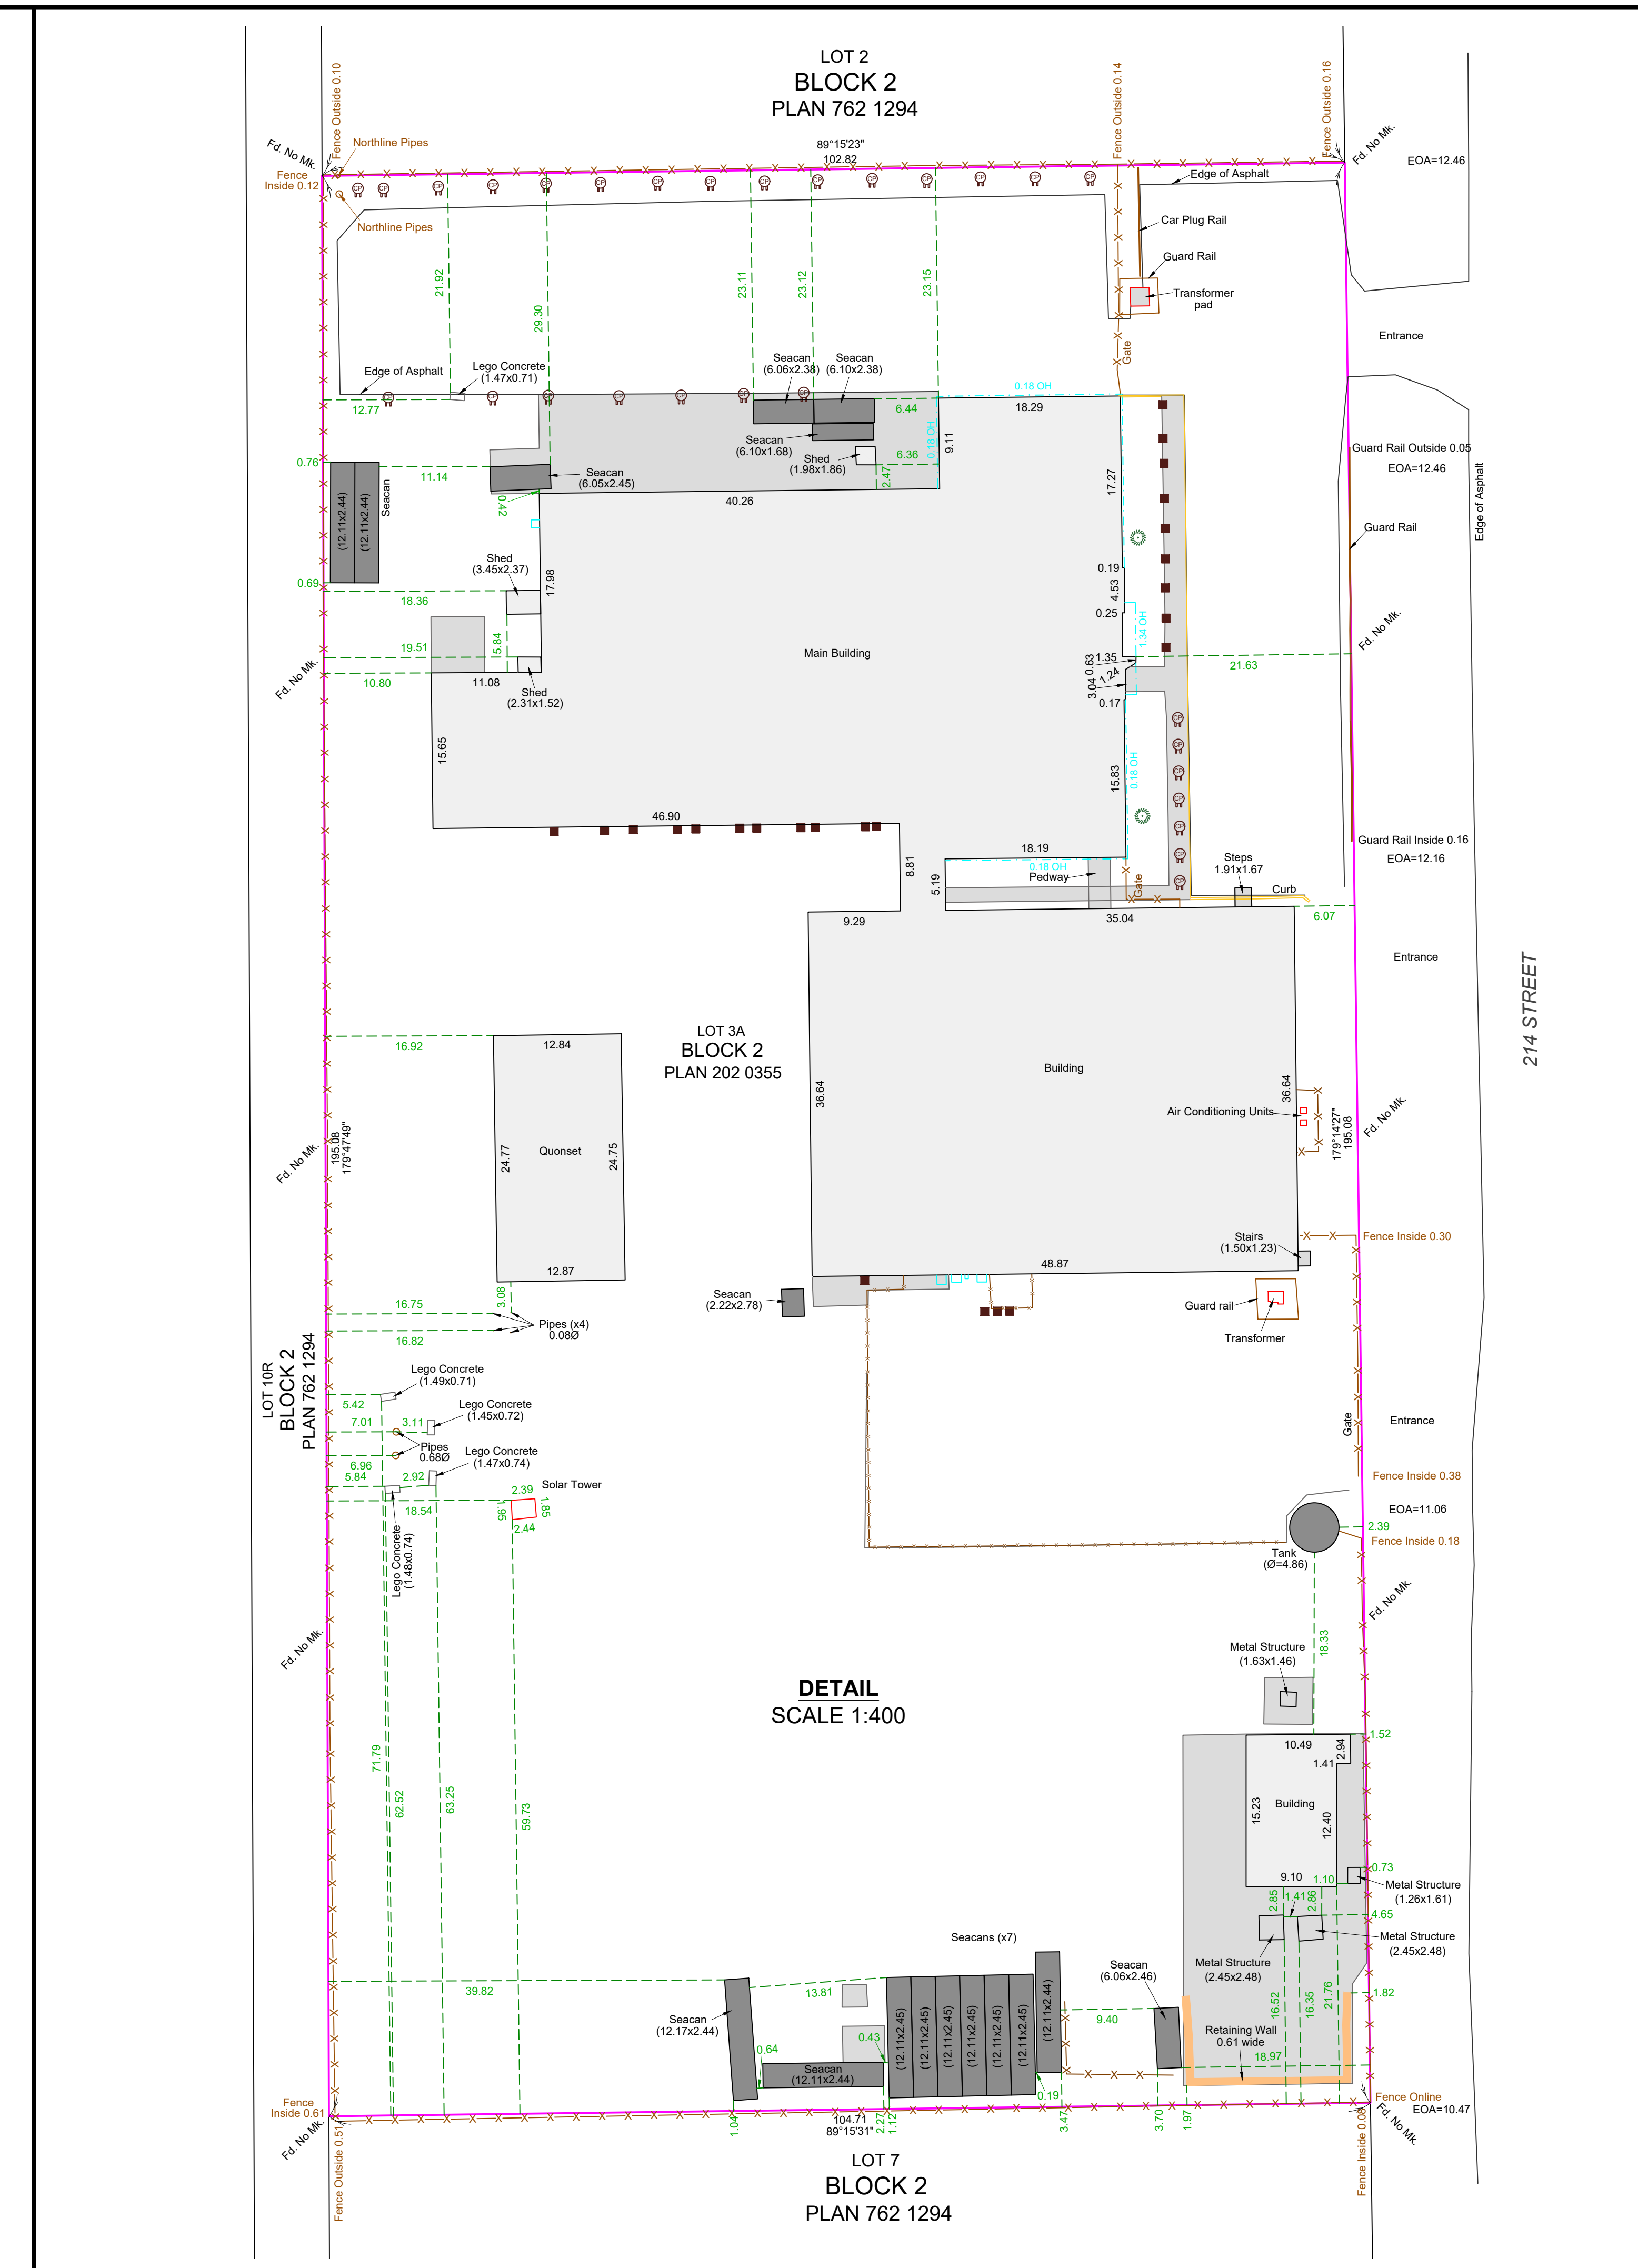 LOT 2
BLOCK 2
PLAN 762 1294
Fence Outside 0.10
Fence Outside 0.14
Fence Outside 0.16
Fd. No Mk.
Northline Pipes
89°15'23"
102.82
Fd. No Mk.
EOA=12.46
Fence
Inside 0.12
Edge of Asphalt
Northline Pipes
Car Plug Rail
Guard Rail
Transformer
pad
21.92
29.30
23.11
23.12
23.15
Entrance
Gate
Edge of Asphalt
Lego Concrete
(1.47x0.71)
Seacan
(6.06x2.38)
Seacan
(6.10x2.38)
0.18 OH
12.77
6.44
18.29
0.18 OH
9.11
Seacan
(6.10x1.68)
Shed
(1.98x1.86)
6.36
2.47
Guard Rail Outside 0.05
0.76
11.14
Seacan
(6.05x2.45)
17.27
EOA=12.46
Edge of Asphalt
(12.11x2.44)
(12.11x2.44)
Seacan
0.42
40.26
Guard Rail
Shed
(3.45x2.37)
0.69
18.36
17.98
0.19
4.53
0.25
1.34 OH
Fd. No Mk.
5.84
19.51
Main Building
1.35
0.63
21.63
Fd. No Mk.
10.80
11.08
Shed
(2.31x1.52)
1.24
3.04
0.17
15.65
15.83
0.18 OH
46.90
Guard Rail Inside 0.16
18.19
0.18 OH
EOA=12.16
8.81
5.19
Pedway
Gate
Steps
1.91x1.67
Curb
9.29
35.04
6.07
Entrance
214 STREET
LOT 3A
BLOCK 2
PLAN 202 0355
16.92
12.84
Building
36.64
36.64
Air Conditioning Units
Fd. No Mk.
179°14'27"
195.08
195.08
179°47'49"
Fd. No Mk.
24.77
Quonset
24.75
Stairs
(1.50x1.23)
Fence Inside 0.30
12.87
48.87
3.08
Seacan
(2.22x2.78)
Guard rail
16.75
Pipes (x4)
0.08Ø
Transformer
16.82
LOT 10R
BLOCK 2
PLAN 762 1294
Lego Concrete
(1.49x0.71)
5.42
Lego Concrete
(1.45x0.72)
7.01
3.11
Gate
Entrance
Pipes
0.68Ø
Lego Concrete
(1.47x0.74)
6.96
5.84
2.92
Fence Inside 0.38
2.39
Solar Tower
18.54
1.95
1.85
2.44
EOA=11.06
2.39
Fence Inside 0.18
Lego Concrete
(1.48x0.74)
Tank
(Ø=4.86)
Fd. No Mk.
Fd. No Mk.
18.33
Metal Structure
(1.63x1.46)
DETAIL
SCALE 1:400
71.79
62.52
63.25
59.73
1.52
10.49
2.94
1.41
Building
15.23
12.40
0.73
9.10
1.10
Metal Structure
(1.26x1.61)
2.85
1.41
2.86
4.65
Metal Structure
(2.45x2.48)
Seacans (x7)
Metal Structure
(2.45x2.48)
Seacan
(6.06x2.46)
39.82
13.81
1.82
16.52
16.35
21.76
Seacan
(12.17x2.44)
9.40
Retaining Wall
0.61 wide
0.64
0.43
(12.11x2.45)
(12.11x2.45)
(12.11x2.45)
(12.11x2.45)
(12.11x2.45)
(12.11x2.45)
(12.11x2.44)
18.97
Seacan
(12.11x2.44)
0.19
Fence
Inside 0.61
Fence Online
EOA=10.47
Fd. No Mk.
Fence Outside 0.51
1.04
104.71
89°15'31"
2.27
1.12
3.47
3.70
1.97
Fence Inside 0.08
Fd. No Mk.
LOT 7
BLOCK 2
PLAN 762 1294